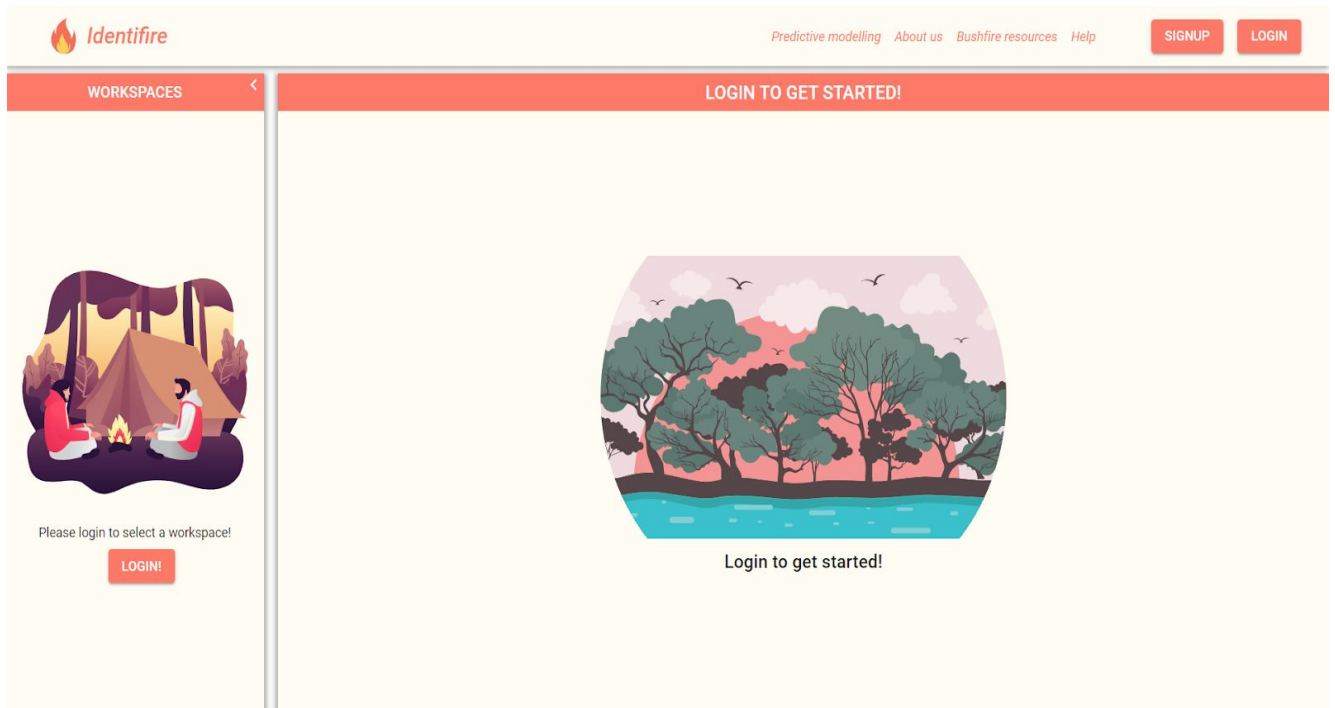 Identifire
Predictive modelling About us Bushfire resources Help SIGNUP LOGIN
WORKSPACES
LOGIN TO GET STARTED!
Please login to select a workspace!
LOGIN!
Login to get started!